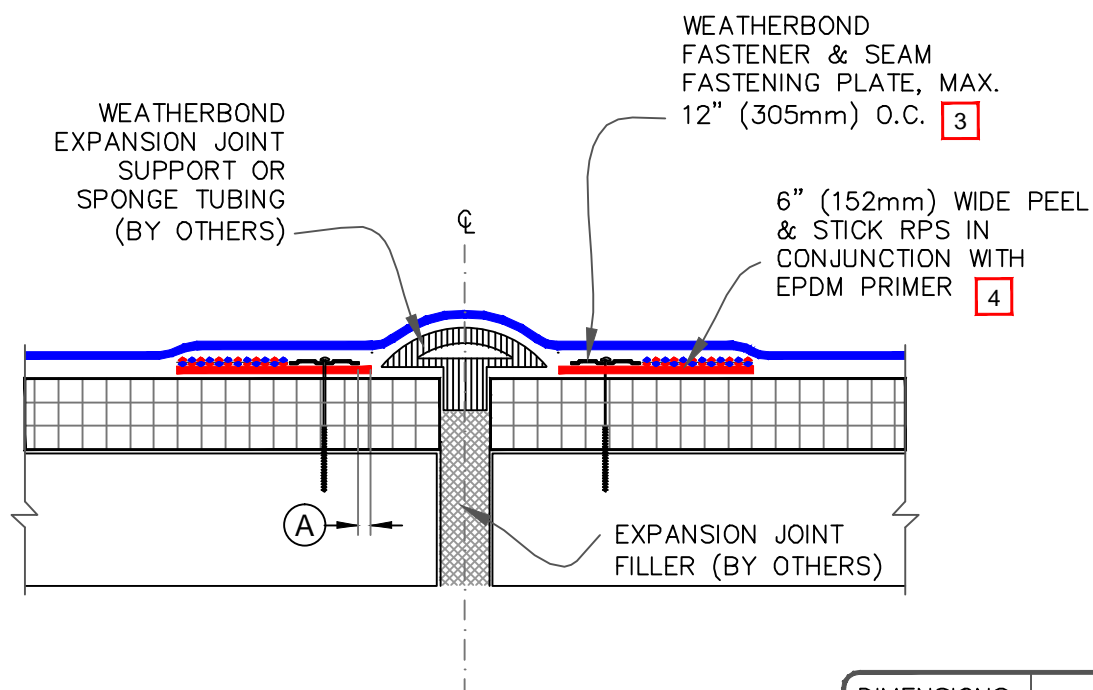 WEATHERBOND
FASTENER & SEAM
FASTENING PLATE, MAX.
12" (305mm) O.C. 3
WEATHERBOND
EXPANSION JOINT
SUPPORT OR
SPONGE TUBING
(BY OTHERS)
℄
6" (152mm) WIDE PEEL
& STICK RPS IN
CONJUNCTION WITH
EPDM PRIMER 4
A
EXPANSION JOINT
FILLER (BY OTHERS)
DIMENSIONS